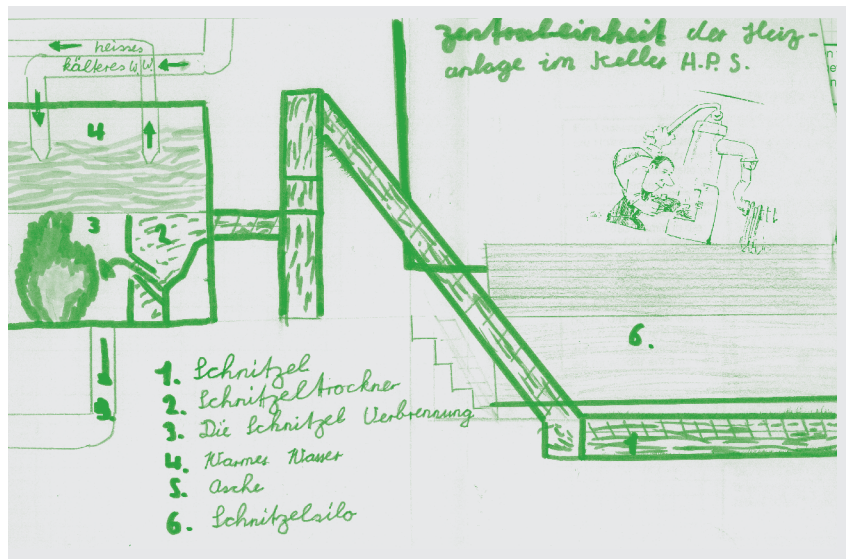 zentraleinheit der Heiz-
anlage im Keller H.P.S.
heisses
kälteres W. W.
4
3
2
6.
1
5
1. Schnitzel
2. Schnitzeltrockner
3. Die Schnitzel Verbrennung
4. Warmes Wasser
5. Asche
6. Schnitzelsilo